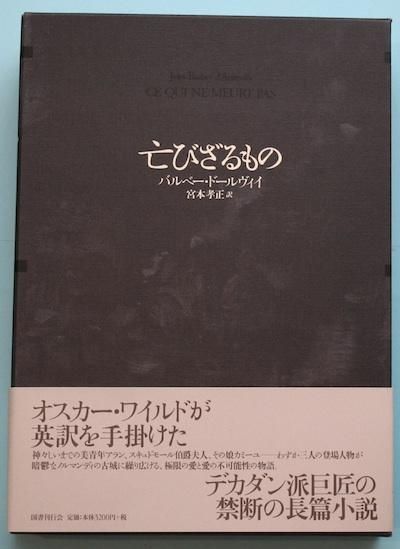 Jules Barbey d'Aurevilly
CE QUI NE MEURT PAS
亡びざるもの
バルベー・ドールヴィイ
宮本孝正 訳
オスカー・ワイルドが
英訳を手掛けた
神々しいまでの美青年アラン、スキュドモール伯爵夫人、その娘カミーユ――わずか三人の登場人物が
暗鬱なノルマンディの古城に繰り広げる、極限の愛と愛の不可能性の物語。
デカダン派巨匠の
禁断の長篇小説
国書刊行会 定価：本体5200円+税